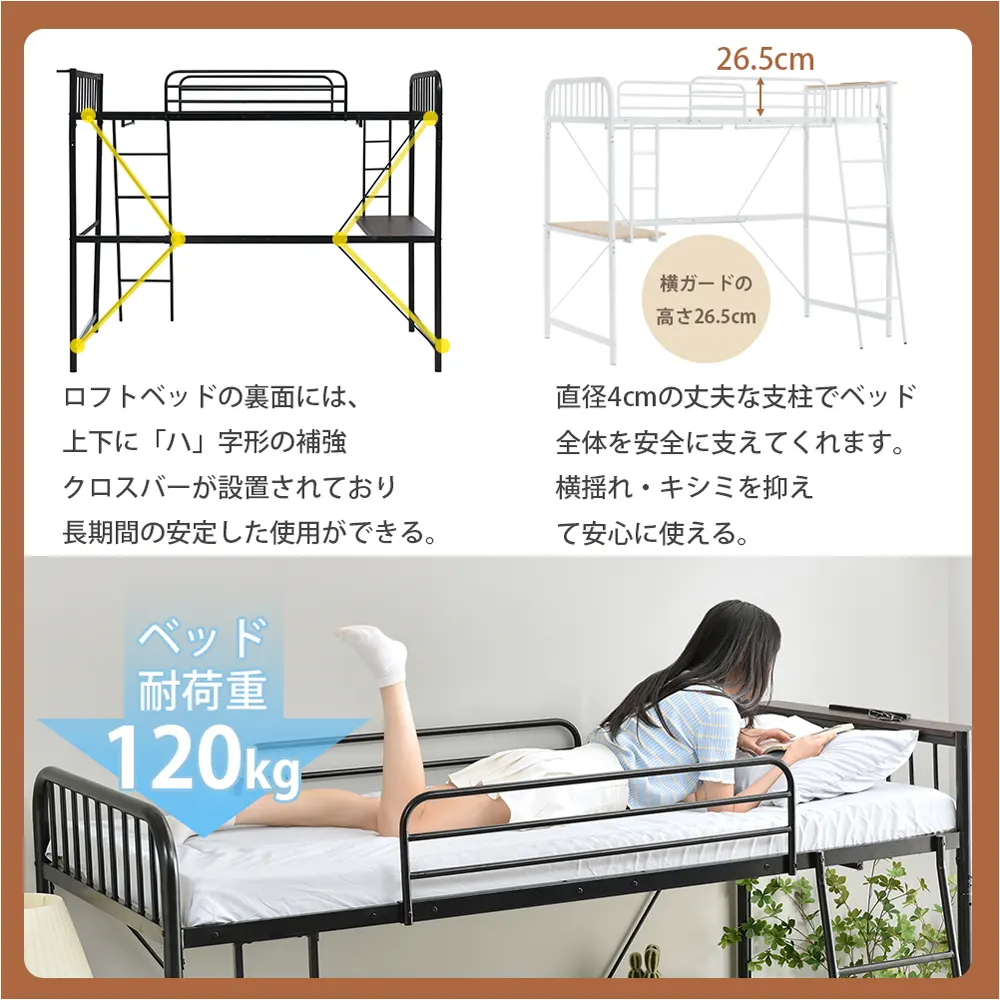 26.5cm
横ガードの
高さ26.5cm
ロフトベッドの裏面には、
上下に「ハ」字形の補強
クロスバーが設置されており
長期間の安定した使用ができる。
直径4cmの丈夫な支柱でベッド
全体を安全に支えてくれます。
横揺れ・キシミを抑え
て安心に使える。
ベッド
耐荷重
120kg